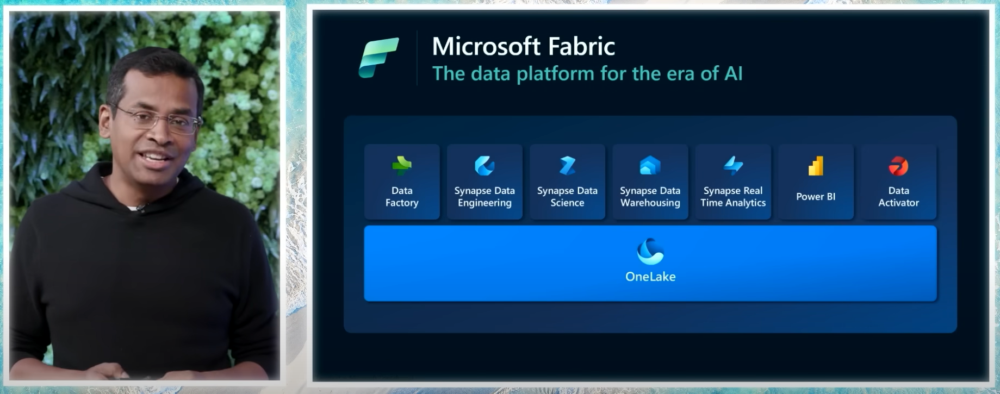 Microsoft Fabric
The data platform for the era of AI
Data
Factory
Synapse Data
Engineering
Synapse Data
Science
Synapse Data
Warehousing
Synapse Real
Time Analytics
Power BI
Data
Activator
OneLake